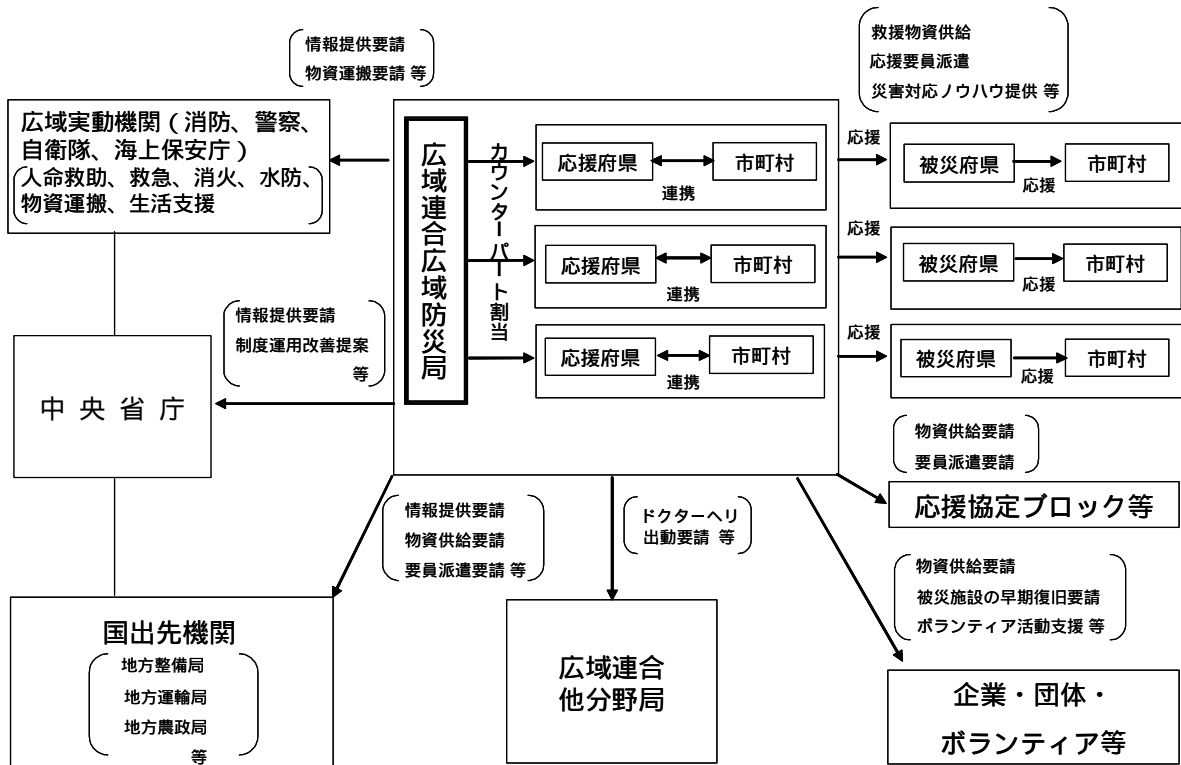 情報提供要請
物資運搬要請 等
救援物資供給
応援要員派遣
災害対応ノウハウ提供 等
広域実動機関(消防、警察、
自衛隊、海上保安庁)
人命救助、救急、消火、水防、
物資運搬、生活支援
広域連合広域防災局
カウンターパート割当
応援府県
市町村
連携
応援
被災府県
市町村
応援
応援府県
市町村
連携
応援
被災府県
市町村
応援
応援府県
市町村
連携
応援
被災府県
市町村
応援
情報提供要請
制度運用改善提案
等
中央省庁
物資供給要請
要員派遣要請
応援協定ブロック等
情報提供要請
物資供給要請
要員派遣要請 等
ドクターヘリ
出動要請 等
物資供給要請
被災施設の早期復旧要請
ボランティア活動支援 等
国出先機関
地方整備局
地方運輸局
地方農政局
等
広域連合
他分野局
企業・団体・
ボランティア等